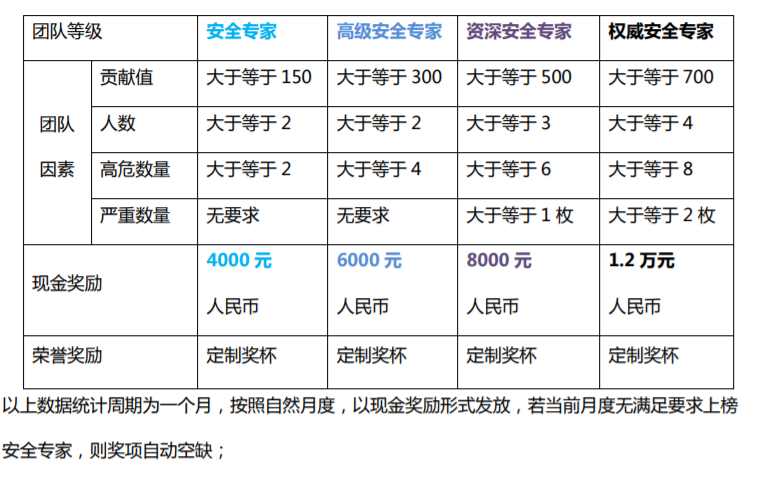 团队等级 安全专家 高级安全专家 资深安全专家 权威安全专家
团队因素 贡献值 大于等于 150 大于等于 300 大于等于 500 大于等于 700
人数 大于等于 2 大于等于 2 大于等于 3 大于等于 4
高危数量 大于等于 2 大于等于 4 大于等于 6 大于等于 8
严重数量 无要求 无要求 大于等于 1 枚 大于等于 2 枚
现金奖励 4000 元 6000 元 8000 元 1.2 万元
人民币 人民币 人民币 人民币
荣誉奖励 定制奖杯 定制奖杯 定制奖杯 定制奖杯
以上数据统计周期为一个月，按照自然月度，以现金奖励形式发放，若当前月度无满足要求上榜
安全专家，则奖项自动空缺；